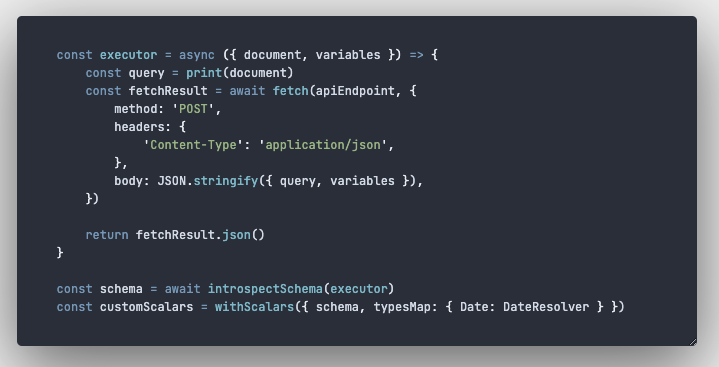 const executor = async ({ document, variables }) => {
    const query = print(document)
    const fetchResult = await fetch(apiEndpoint, {
        method: 'POST',
        headers: {
            'Content-Type': 'application/json',
        },
        body: JSON.stringify({ query, variables }),
    })

    return fetchResult.json()
}

const schema = await introspectSchema(executor)
const customScalars = withScalars({ schema, typesMap: { Date: DateResolver } })